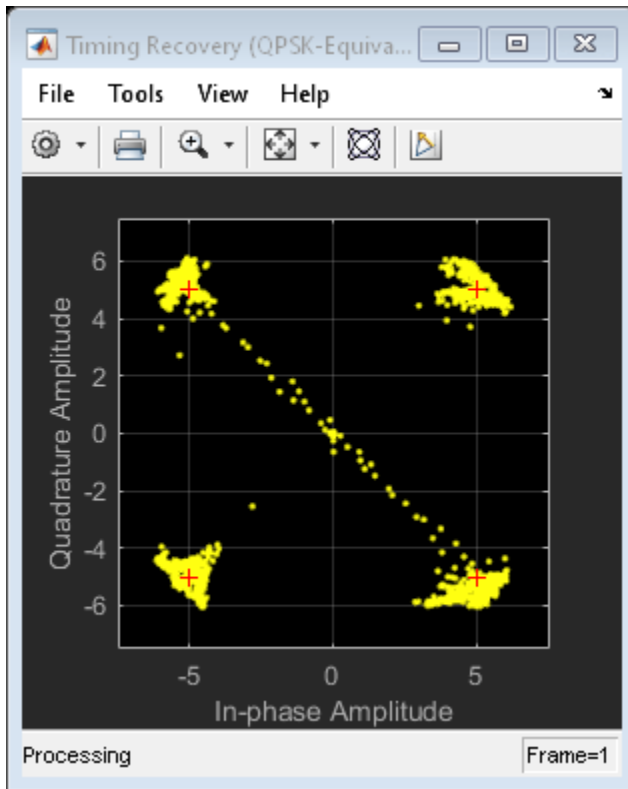 Timing Recovery (QPSK-Equiva...
File Tools View Help
Quadrature Amplitude
6
4
2
0
-2
-4
-6
-5 0 5
In-phase Amplitude
Processing Frame=1